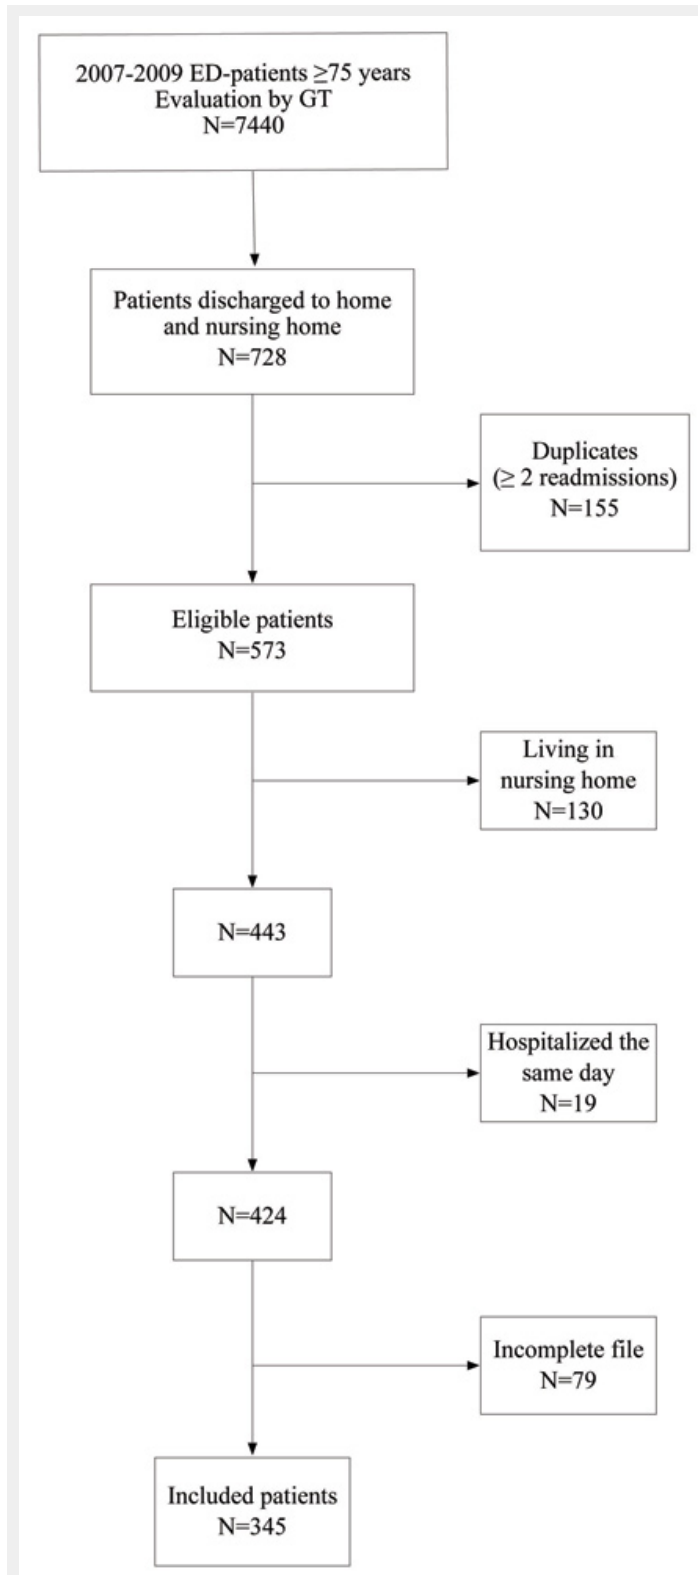 2007-2009 ED-patients ≥75 years
Evaluation by GT
N=7440
Patients discharged to home
and nursing home
N=728
Duplicates
(≥ 2 readmissions)
N=155
Eligible patients
N=573
Living in
nursing home
N=130
N=443
Hospitalized the
same day
N=19
N=424
Incomplete file
N=79
Included patients
N=345